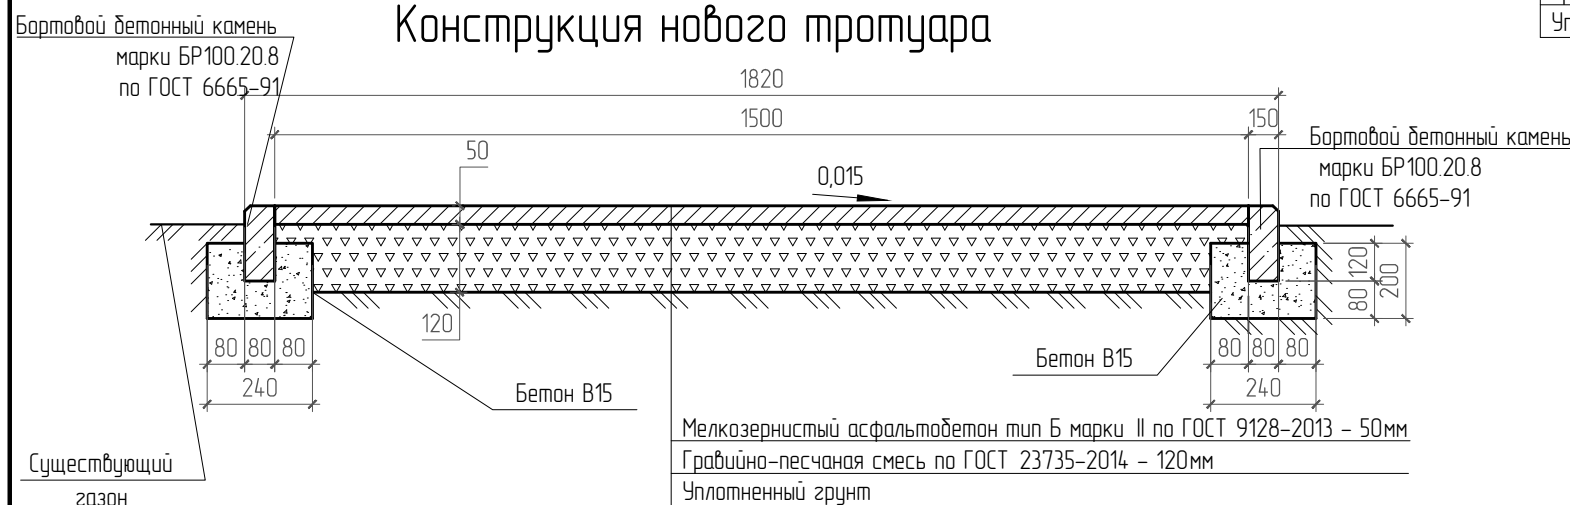 Конструкция нового тротуара
Бортовой бетонный камень
марки БР100.20.8
по ГОСТ 6665-91
1820
1500
150
50
0,015
Бортовой бетонный камень
марки БР100.20.8
по ГОСТ 6665-91
120
80
200
120
80
80
80
240
80
80
80
240
Бетон В15
Бетон В15
Существующий
газон
Мелкозернистый асфальтобетон тип Б марки II по ГОСТ 9128-2013 - 50мм
Гравийно-песчаная смесь по ГОСТ 23735-2014 - 120мм
Уплотненный грунт